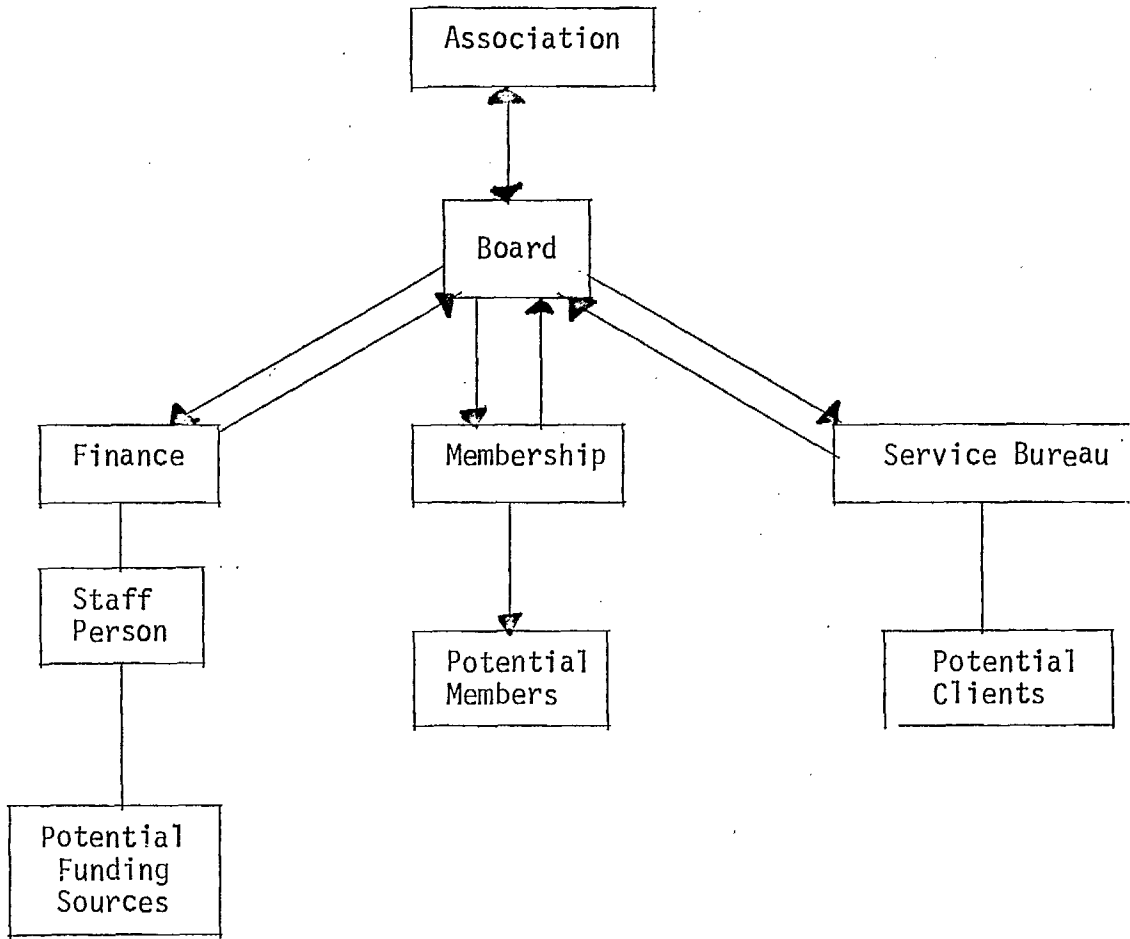 Association
Board
Finance
Membership
Service Bureau
Staff
Person
Potential
Members
Potential
Clients
Potential
Funding
Sources